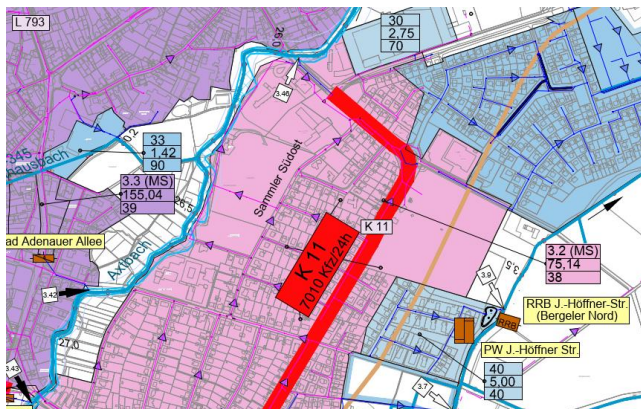 L 793
26,0
30
2,75
70
3.46
345
hausbach
0,2
33
1,42
90
3.3 (MS)
155,04
39
26,5
Sammler Südost
K 11
K 11
7010 Kfz/24h
ad Adenauer Allee
Axtbach
3.42
27,0
3.43
3.2 (MS)
75,14
38
3,5
3.9
RRB J.-Höffner-Str.
(Bergeler Nord)
RRB
PW J.-Höffner Str.
40
5,00
40
3.7